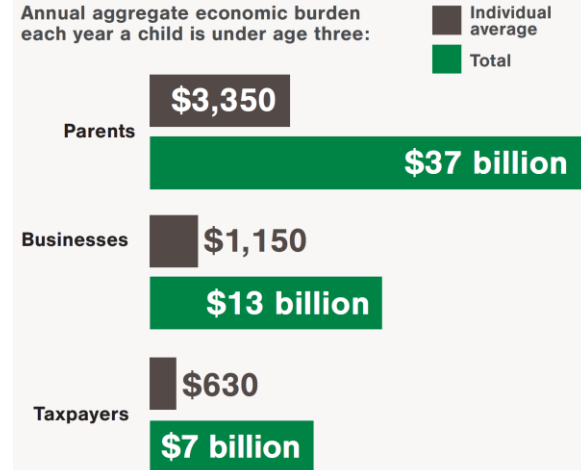 Annual aggregate economic burden
each year a child is under age three:
Individual
average
Total
Parents
$3,350
$37 billion
Businesses
$1,150
$13 billion
Taxpayers
$630
$7 billion